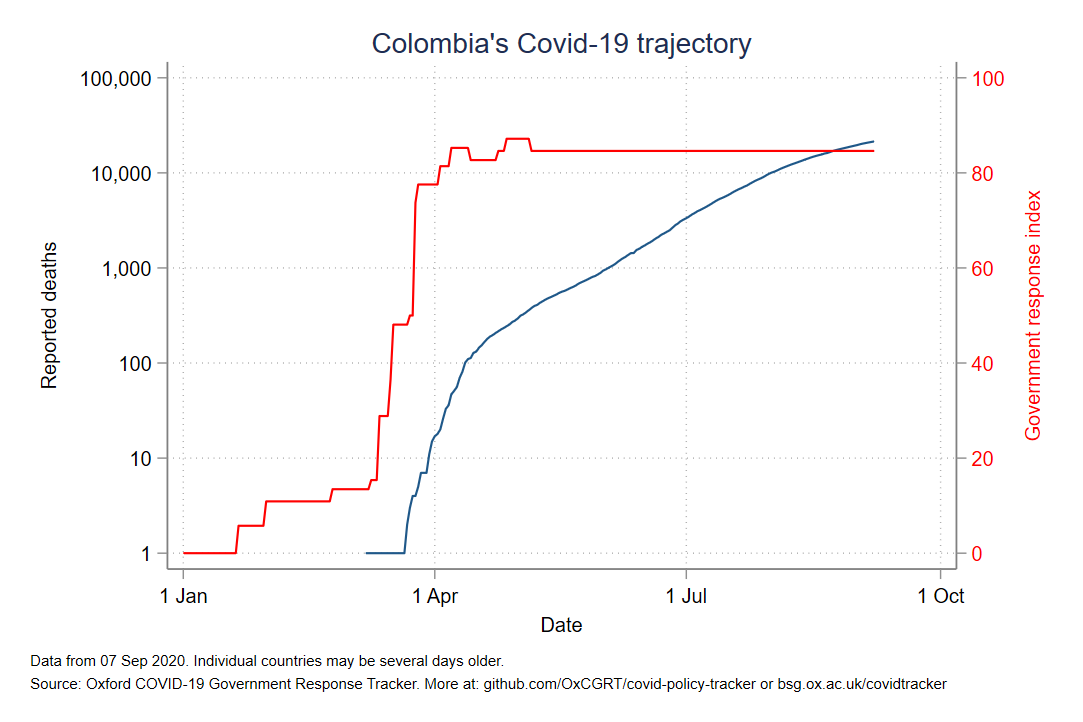 Colombia's Covid-19 trajectory
100,000
10,000
1,000
100
10
1
Reported deaths
100
80
60
40
20
0
Government response index
1 Jan 1 Apr 1 Jul 1 Oct
Date
Data from 07 Sep 2020. Individual countries may be several days older.
Source: Oxford COVID-19 Government Response Tracker. More at: github.com/OxCGRT/covid-policy-tracker or bsg.ox.ac.uk/covidtracker